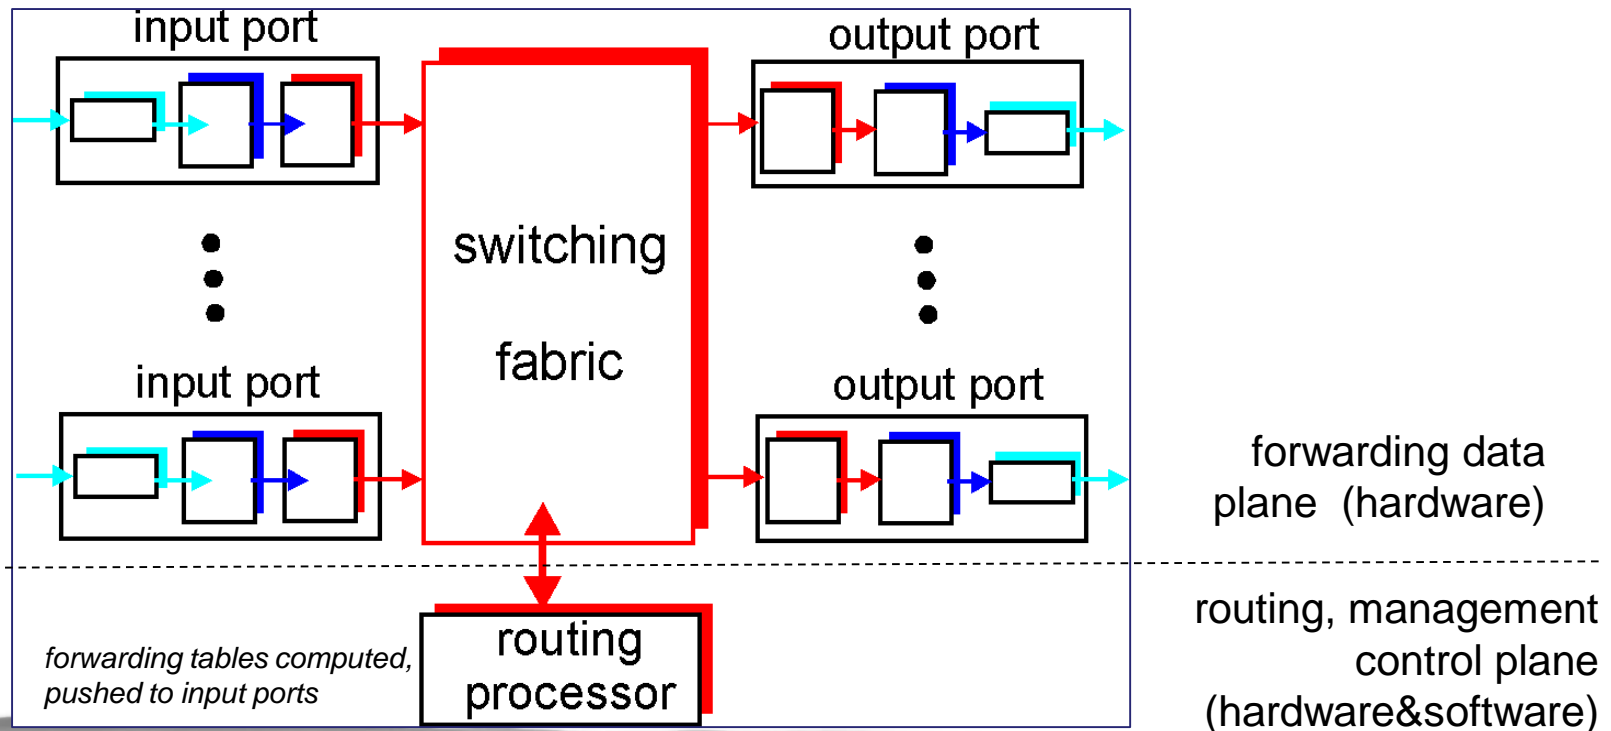 input port
output port
switching
fabric
input port
output port
forwarding data
plane (hardware)
routing, management
control plane
(hardware&software)
routing
processor
forwarding tables computed,
pushed to input ports